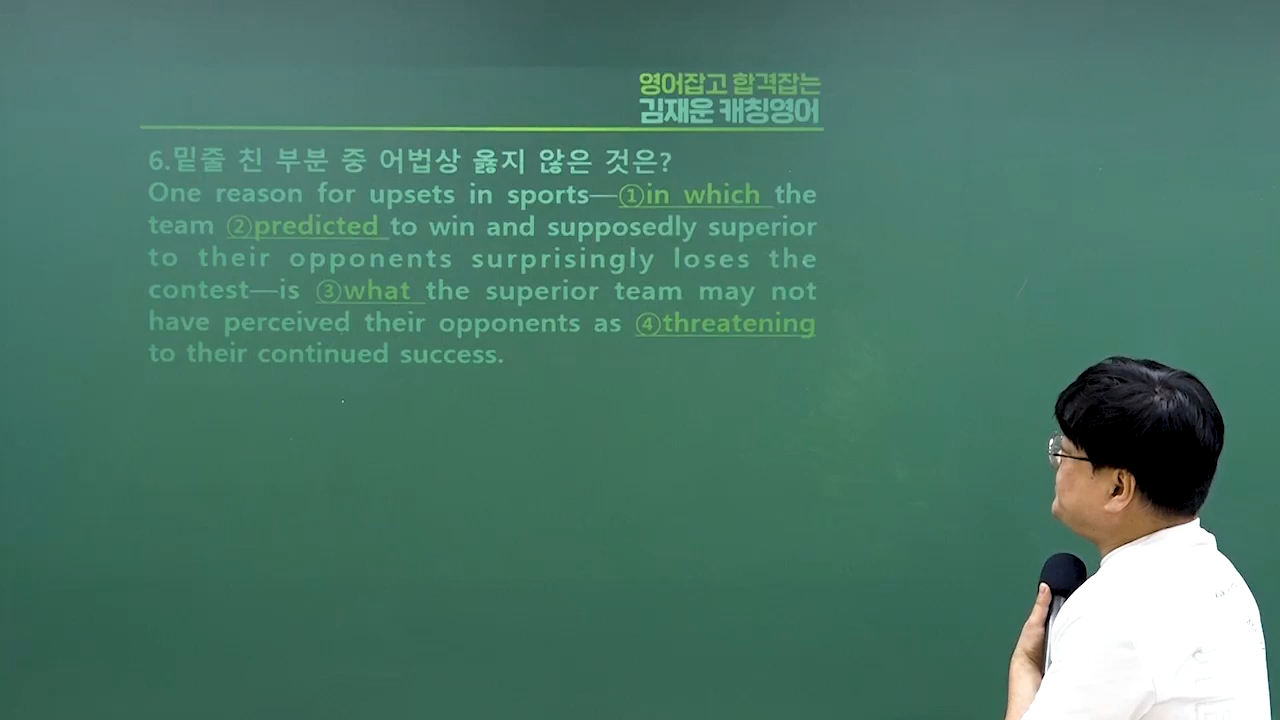 영어잡고 합격잡는
김재운 캐칭영어
6.밑줄 친 부분 중 어법상 옳지 않은 것은?
One reason for upsets in sports—①in which the
team ②predicted to win and supposedly superior
to their opponents surprisingly loses the
contest—is ③what the superior team may not
have perceived their opponents as ④threatening
to their continued success.